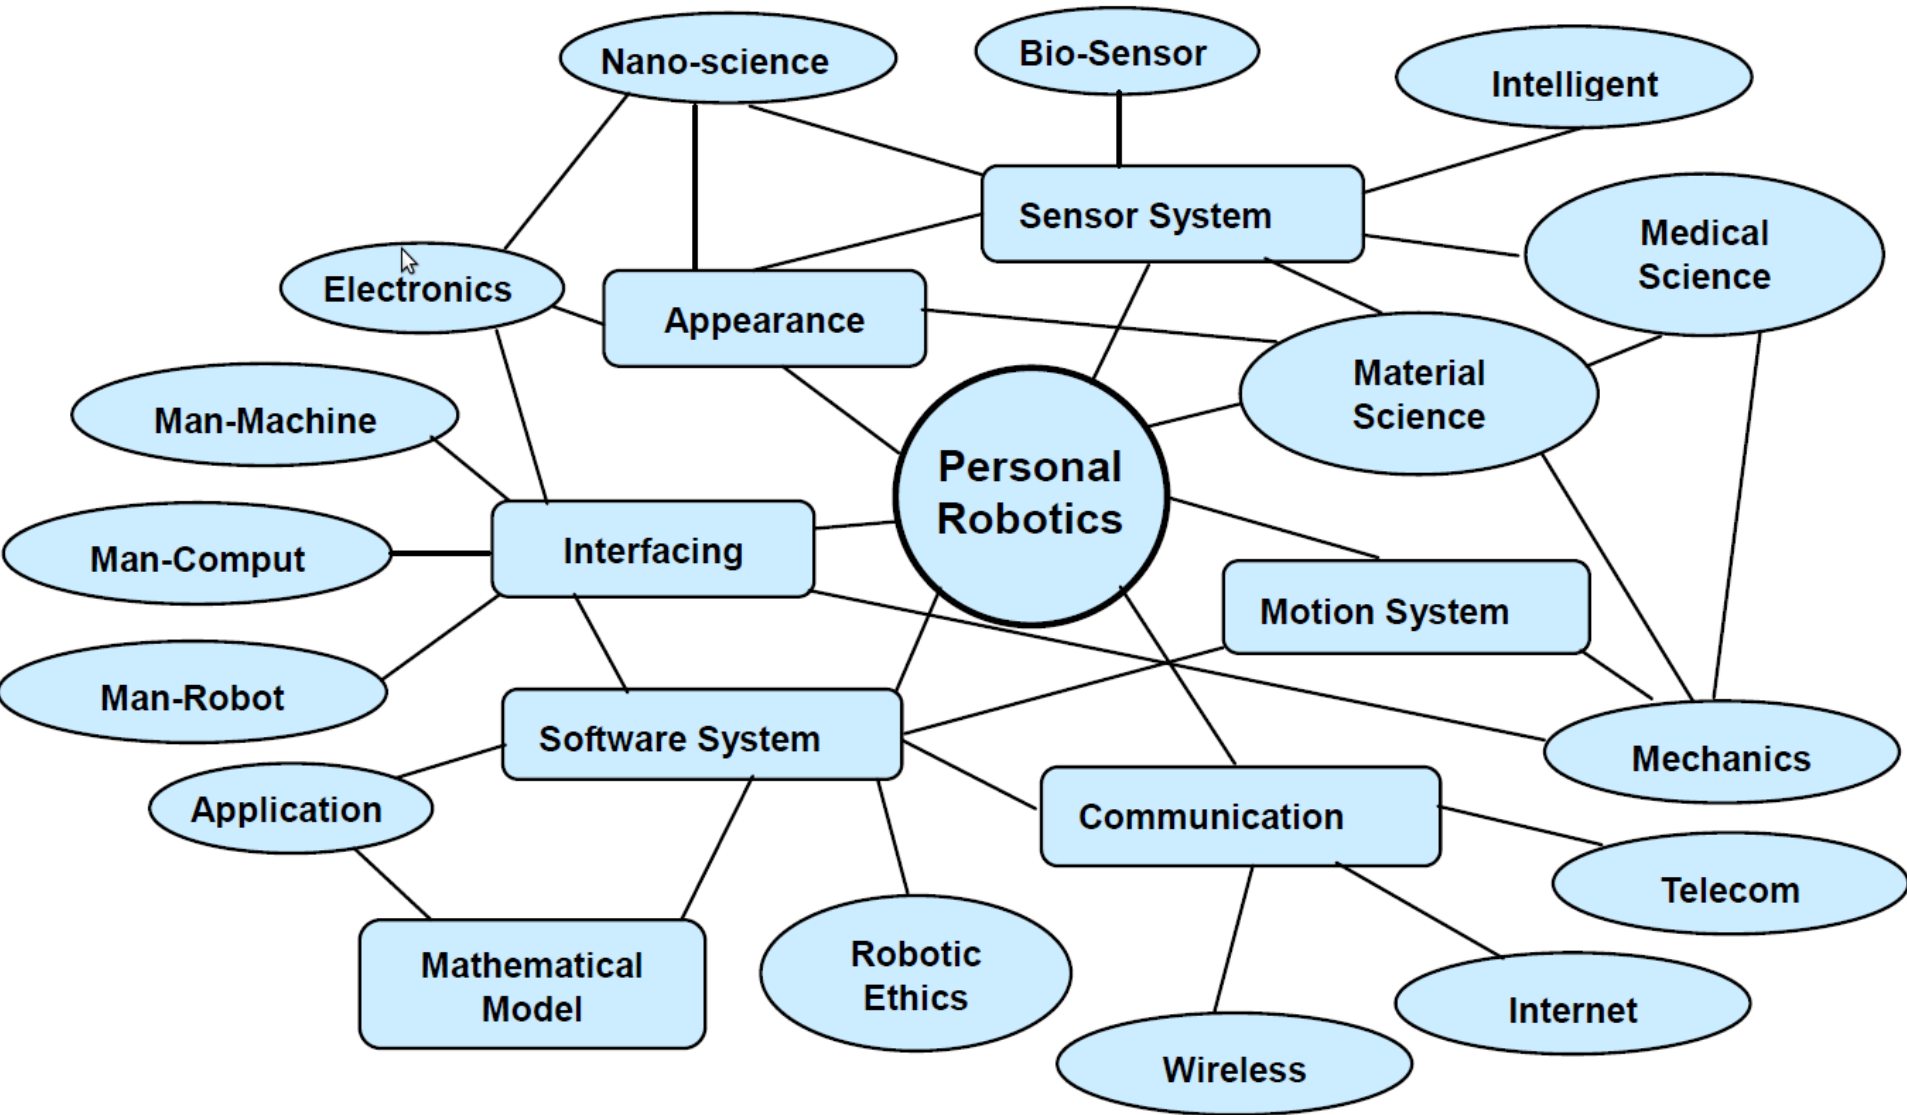 Nano-science
Bio-Sensor
Intelligent
Sensor System
Medical
Science
Electronics
Appearance
Material
Science
Man-Machine
Personal
Robotics
Man-Comput
Interfacing
Motion System
Man-Robot
Software System
Mechanics
Application
Communication
Telecom
Mathematical
Model
Robotic
Ethics
Internet
Wireless